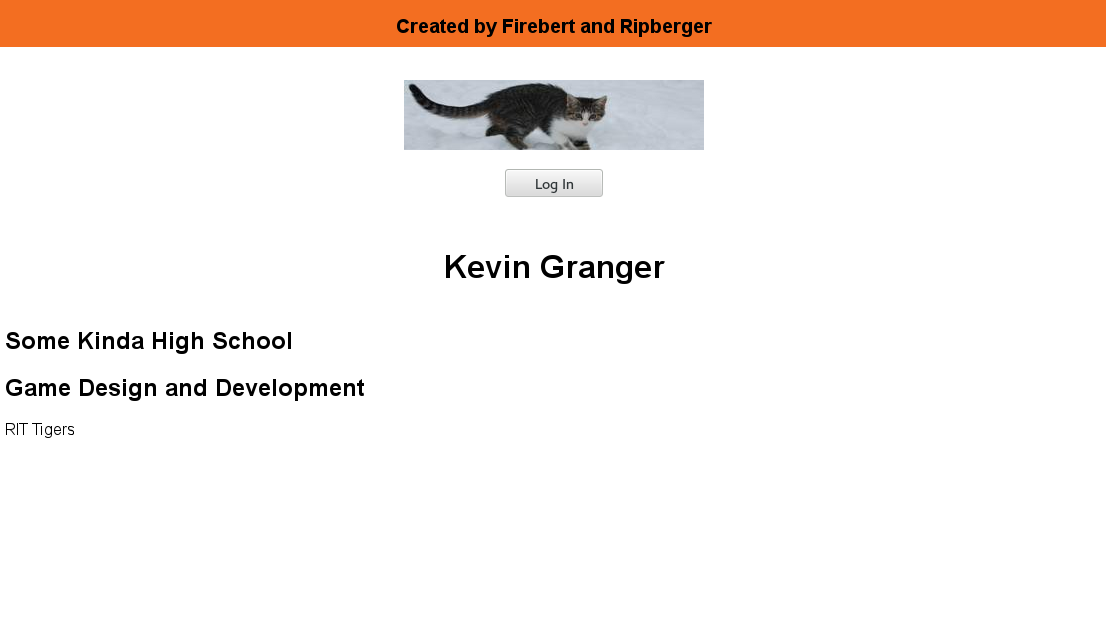 Created by Firebert and Ripberger
Log In
Kevin Granger
Some Kinda High School
Game Design and Development
RIT Tigers